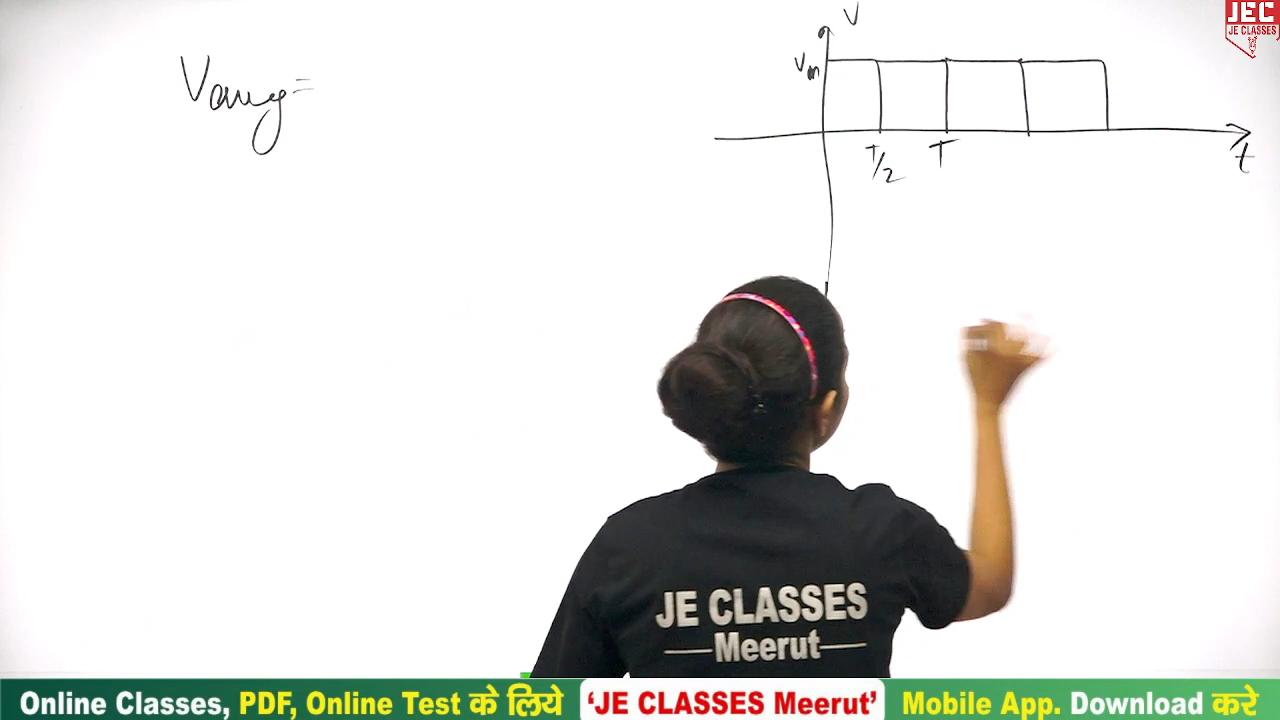 JEC
JE CLASSES
V
Vavg=
Vm
T/2
T
t
JE CLASSES
Meerut
Online Classes, PDF, Online Test के लिये 'JE CLASSES Meerut' Mobile App. Download करे